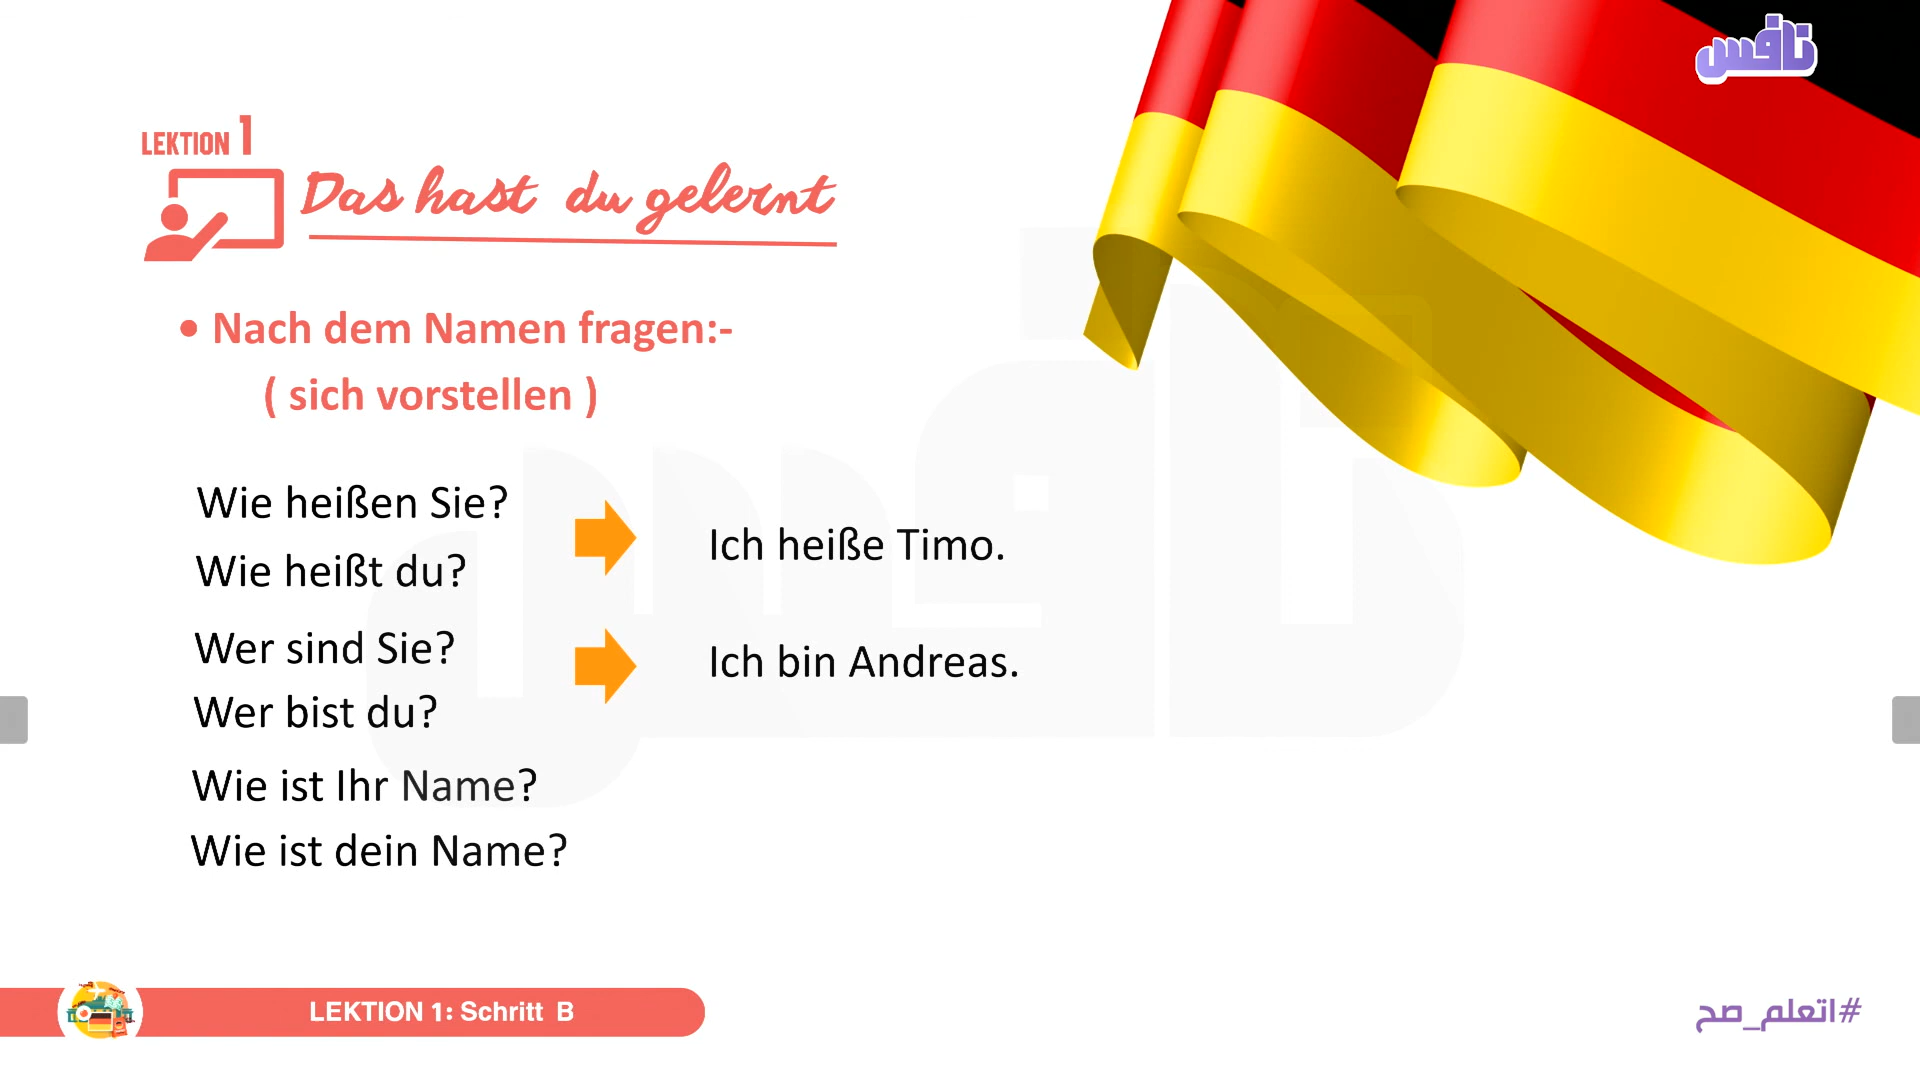 نافس
LEKTION 1
Das hast du gelernt
• Nach dem Namen fragen:-
( sich vorstellen )
Wie heißen Sie?
Wie heißt du?
Ich heiße Timo.
Wer sind Sie?
Wer bist du?
Ich bin Andreas.
Wie ist Ihr Name?
Wie ist dein Name?
LEKTION 1: Schritt B
#اتعلم_صح